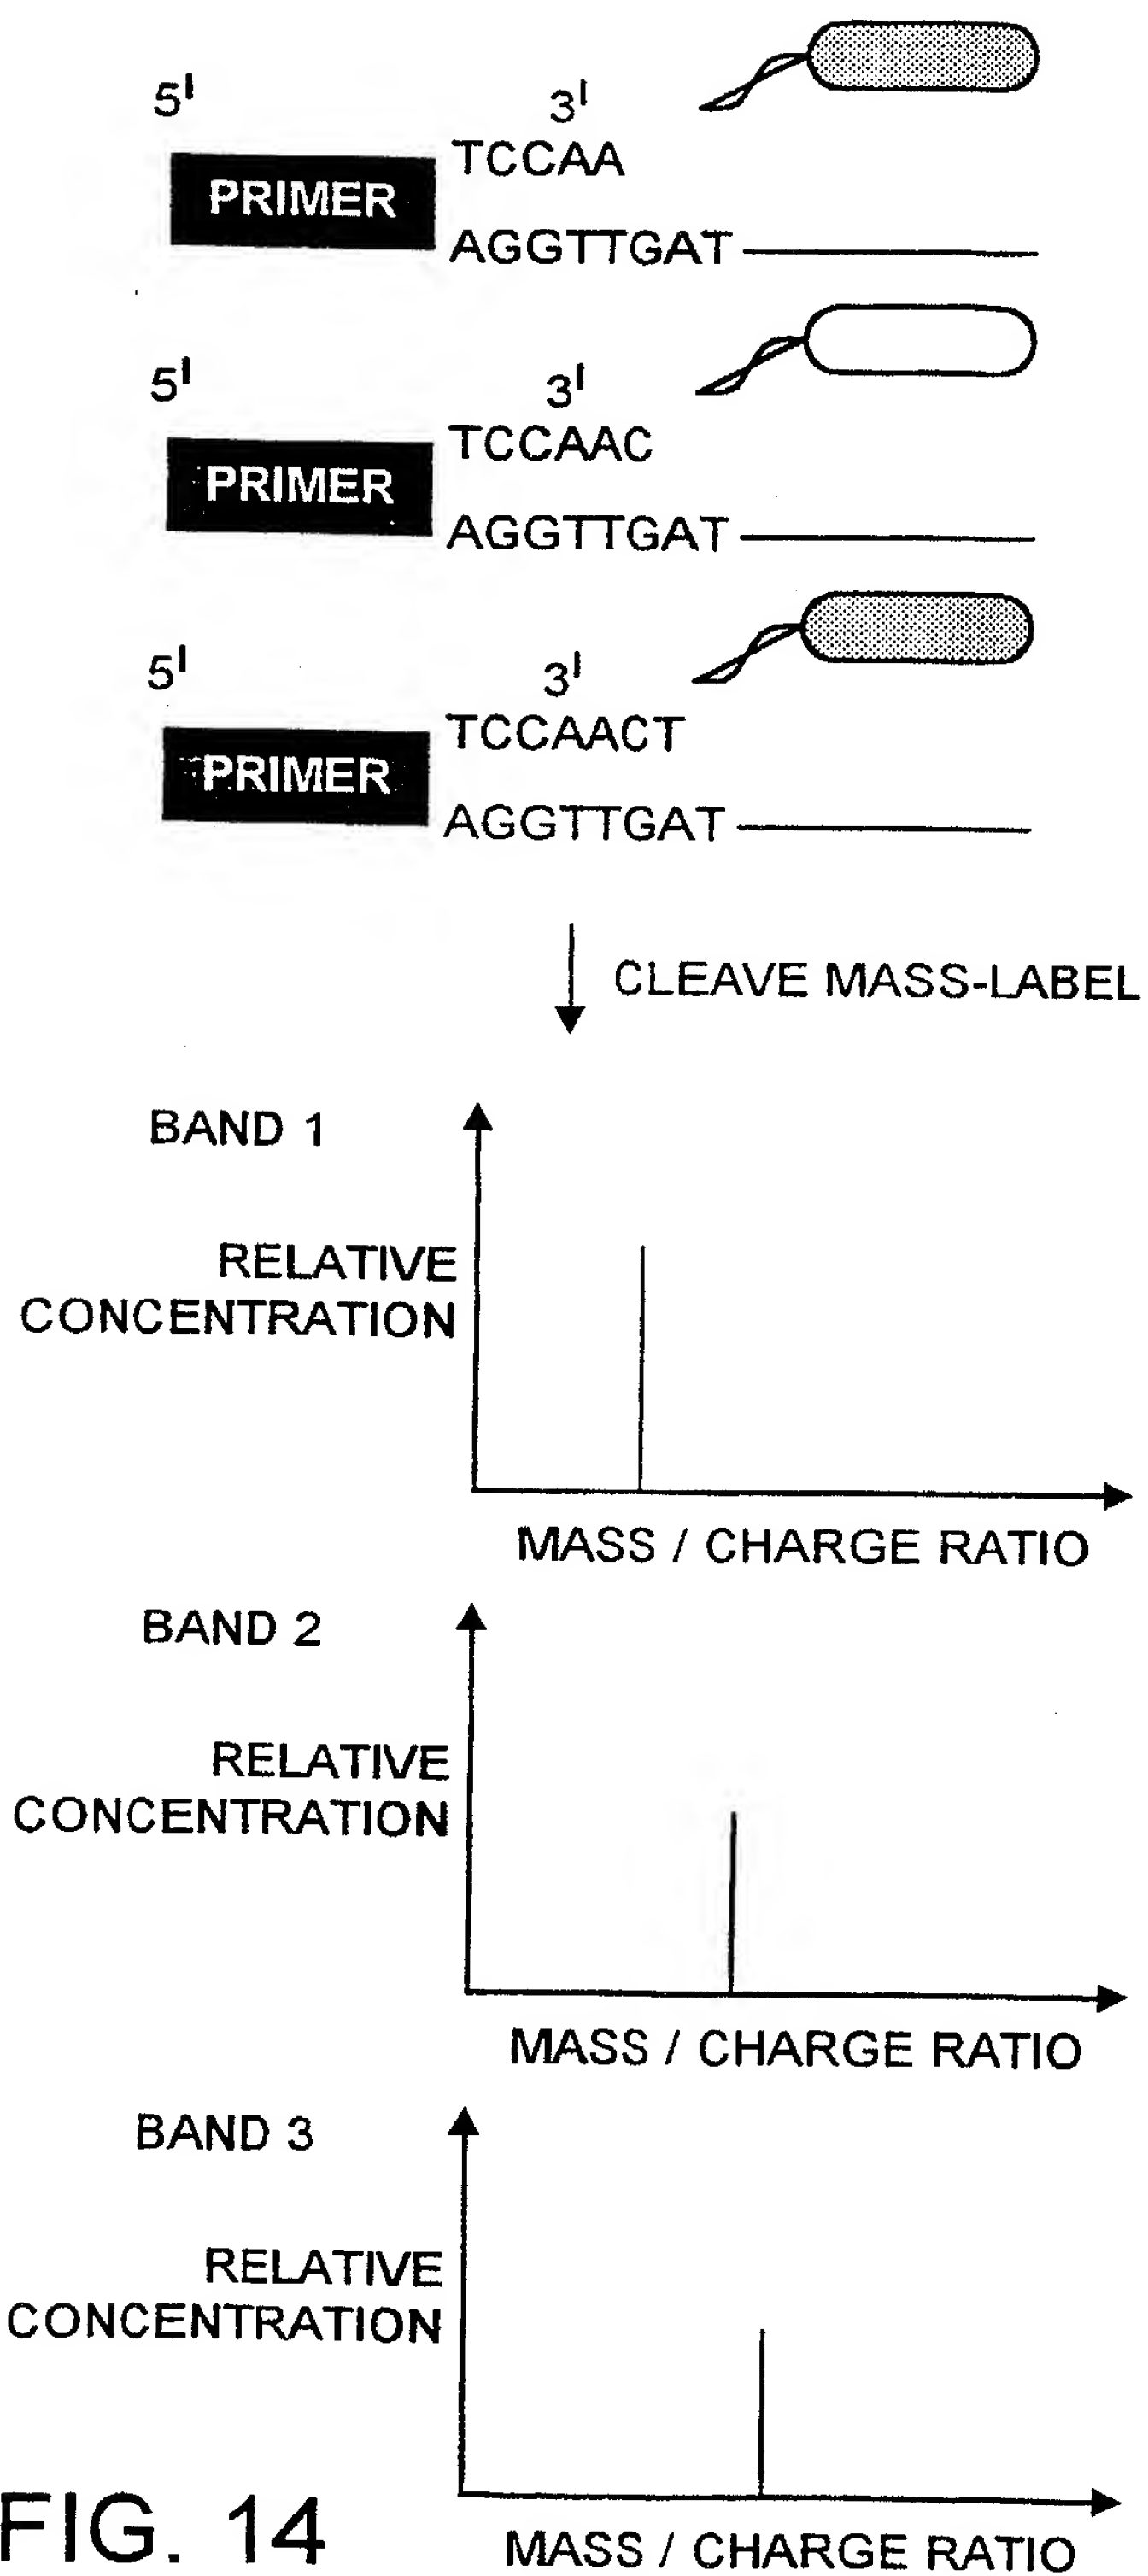 5' 3'
TCCAA
PRIMER
AGGTTGAT
5' 3'
TCCAAC
PRIMER
AGGTTGAT
5' 3'
TCCAACT
PRIMER
AGGTTGAT
CLEAVE MASS-LABEL
BAND 1
RELATIVE
CONCENTRATION
MASS / CHARGE RATIO
BAND 2
RELATIVE
CONCENTRATION
MASS / CHARGE RATIO
BAND 3
RELATIVE
CONCENTRATION
MASS / CHARGE RATIO
FIG. 14